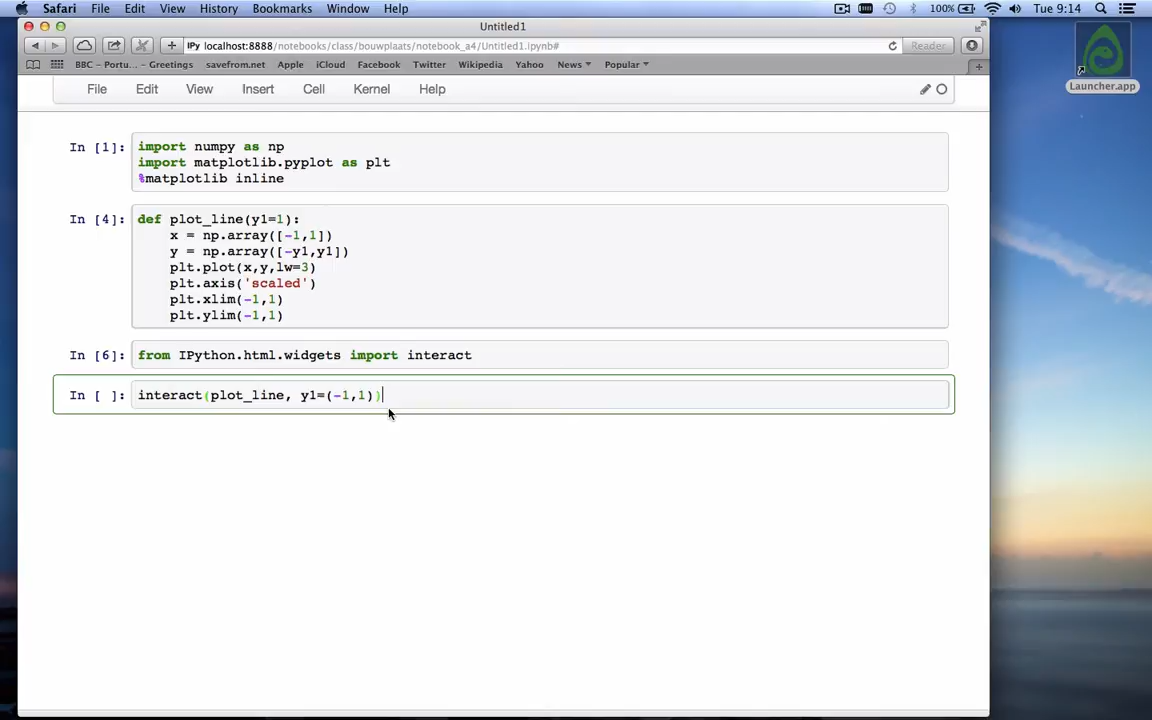 Safari File Edit View History Bookmarks Window Help 100% Tue 9:14
Untitled1
IPy localhost:8888/notebooks/class/bouwplaats/notebook_a4/Untitled1.ipynb# Reader
BBC – Portu... – Greetings savefrom.net Apple iCloud Facebook Twitter Wikipedia Yahoo News Popular
Launcher.app
File Edit View Insert Cell Kernel Help
In [1]: import numpy as np
import matplotlib.pyplot as plt
%matplotlib inline
In [4]: def plot_line(y1=1):
x = np.array([-1,1])
y = np.array([-y1,y1])
plt.plot(x,y,lw=3)
plt.axis('scaled')
plt.xlim(-1,1)
plt.ylim(-1,1)
In [6]: from IPython.html.widgets import interact
In [ ]: interact(plot_line, y1=(-1,1))